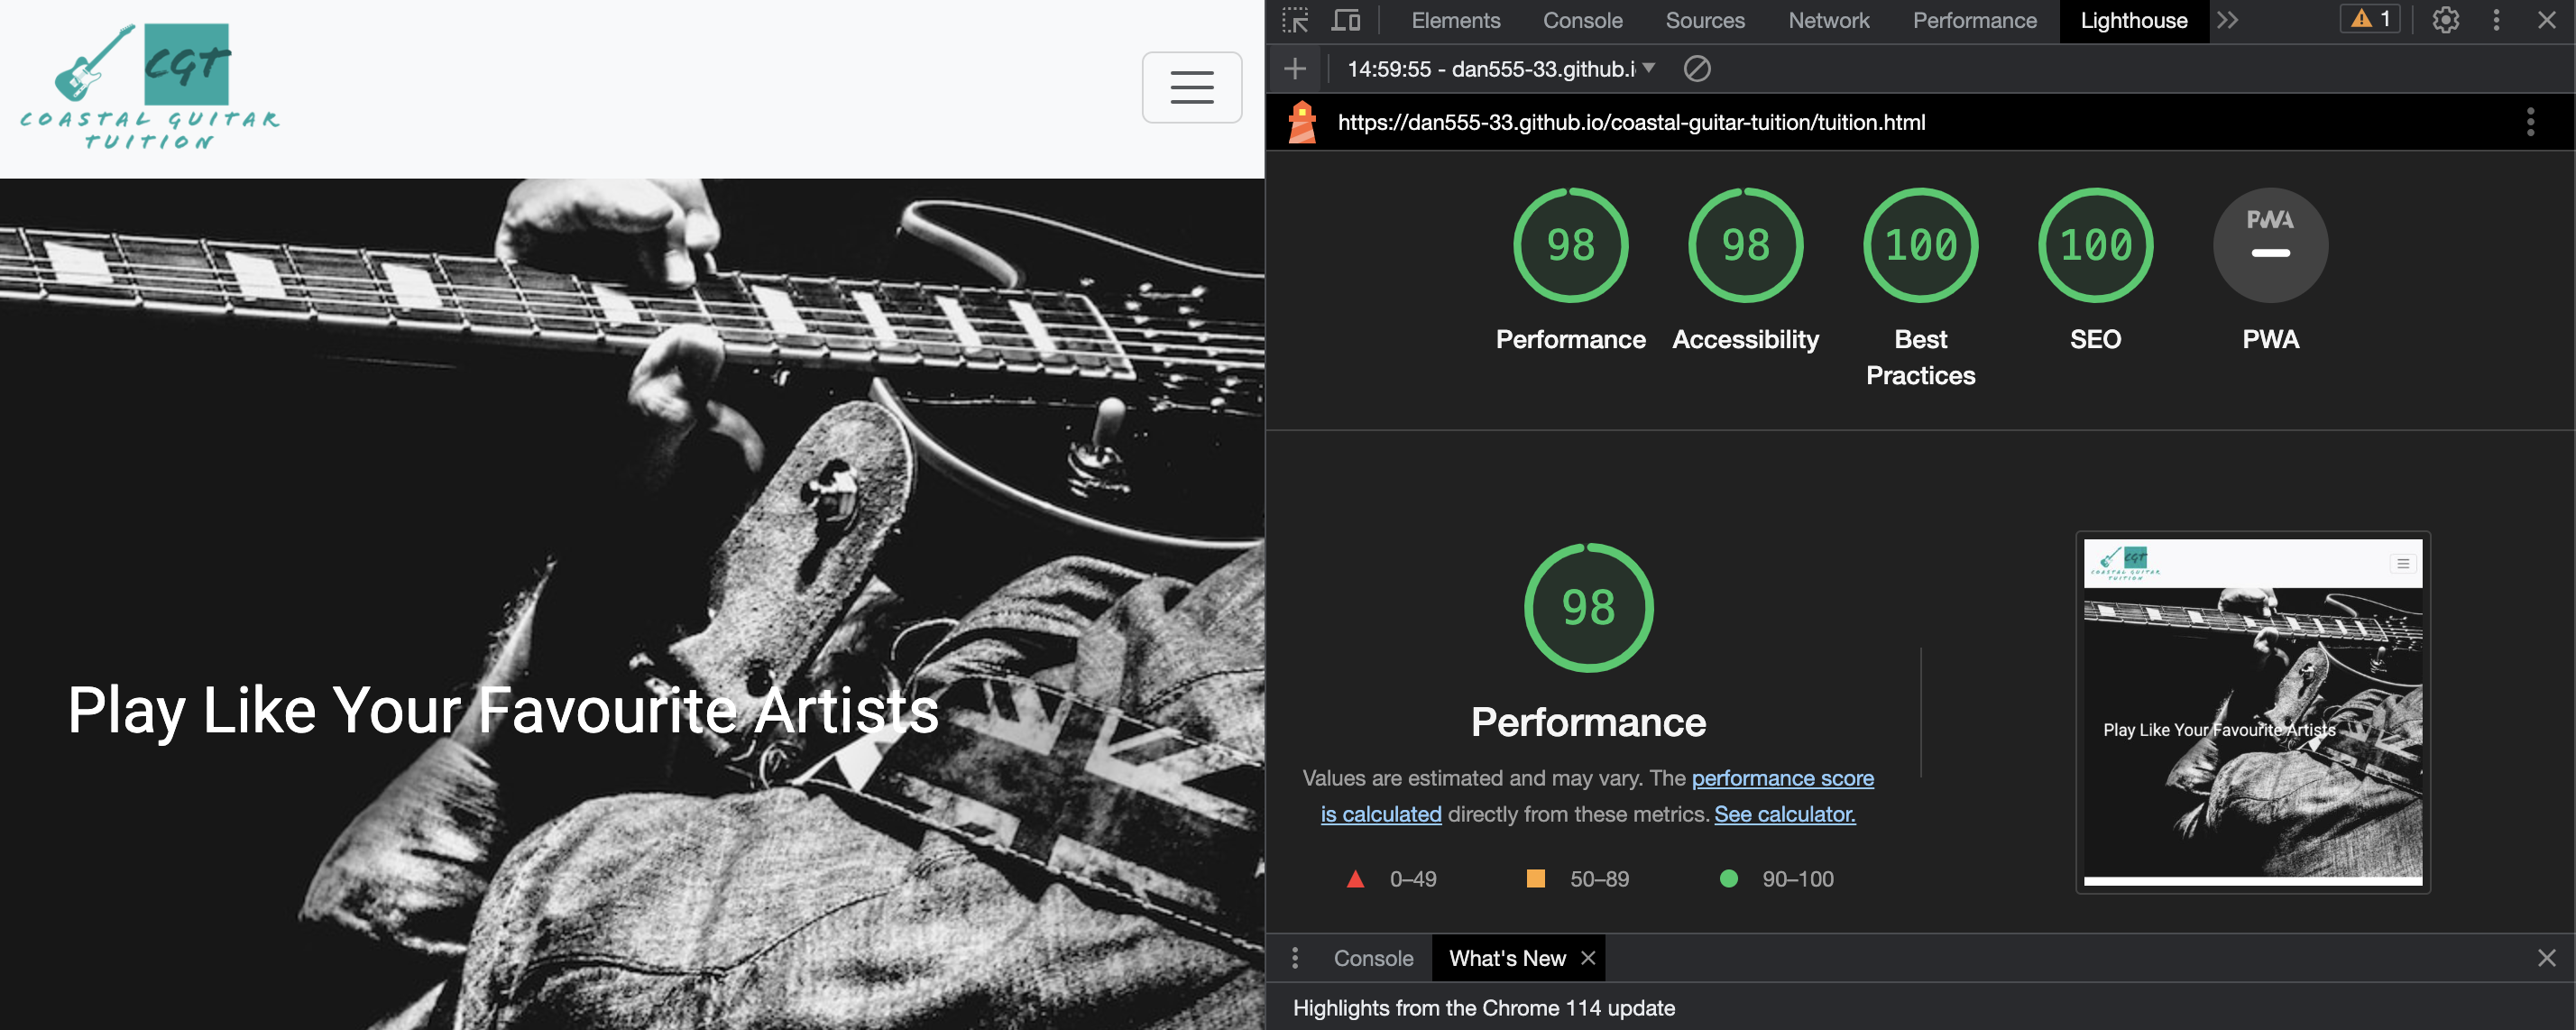 CGT
COASTAL GUITAR
TUITION
Play Like Your Favourite Artists
Elements Console Sources Network Performance Lighthouse 1
14:59:55 - dan555-33.github.i
https://dan555-33.github.io/coastal-guitar-tuition/tuition.html
98 98 100 100 PWA
Performance Accessibility Best Practices SEO PWA
98
Performance
Values are estimated and may vary. The performance score
is calculated directly from these metrics. See calculator.
0–49 50–89 90–100
CGT
COASTAL GUITAR
TUITION
Play Like Your Favourite Artists
Console What's New
Highlights from the Chrome 114 update